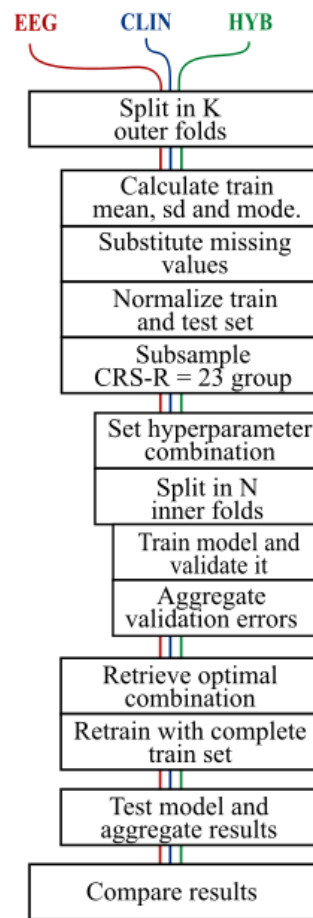 EEG CLIN HYB
Split in K
outer folds
Calculate train
mean, sd and mode.
Substitute missing
values
Normalize train
and test set
Subsample
CRS-R = 23 group
Set hyperparameter
combination
Split in N
inner folds
Train model and
validate it
Aggregate
validation errors
Retrieve optimal
combination
Retrain with complete
train set
Test model and
aggregate results
Compare results